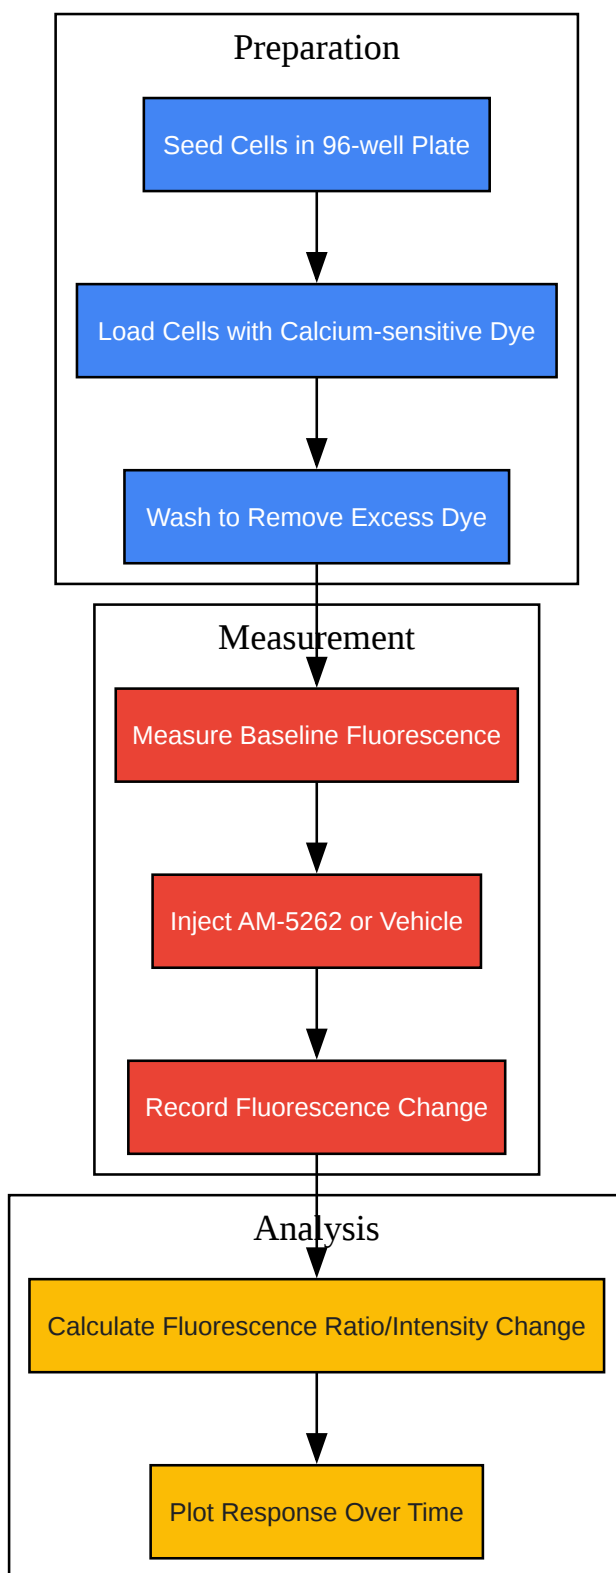 Preparation
Seed Cells in 96-well Plate
Load Cells with Calcium-sensitive Dye
Wash to Remove Excess Dye
Measurement
Measure Baseline Fluorescence
Inject AM-5262 or Vehicle
Record Fluorescence Change
Analysis
Calculate Fluorescence Ratio/Intensity Change
Plot Response Over Time